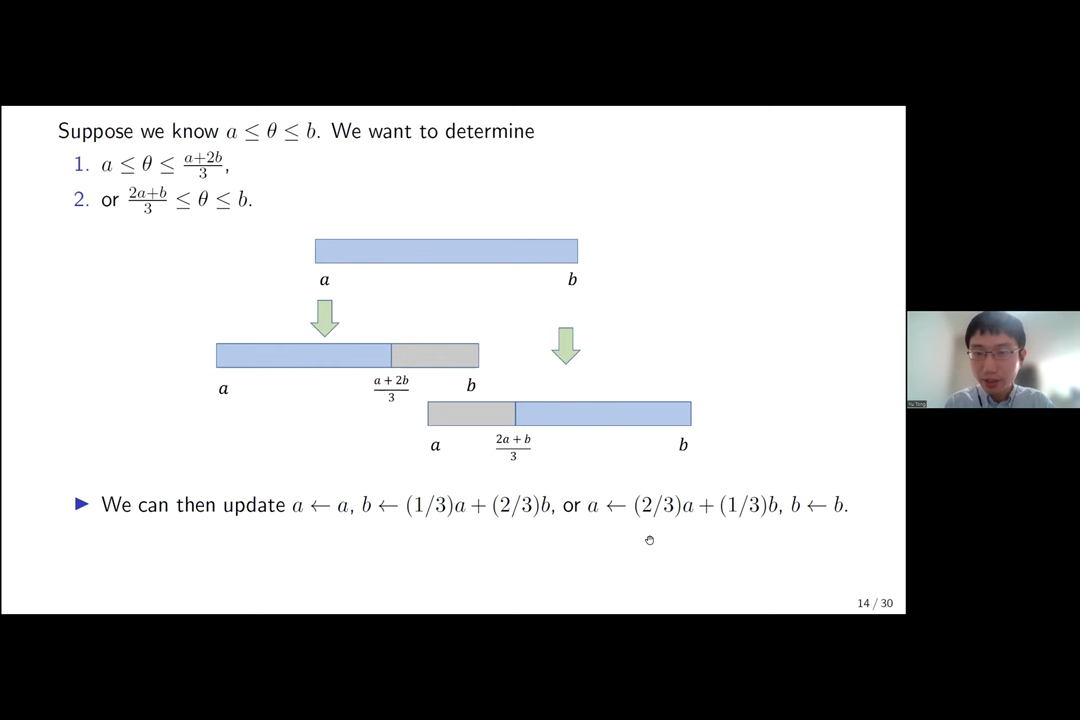 Suppose we know a ≤ θ ≤ b. We want to determine
1. a ≤ θ ≤ (a+2b)/3,
2. or (2a+b)/3 ≤ θ ≤ b.
a b
a (a + 2b)/3 b
a (2a + b)/3 b
▶ We can then update a ← a, b ← (1/3)a + (2/3)b, or a ← (2/3)a + (1/3)b, b ← b.
14 / 30